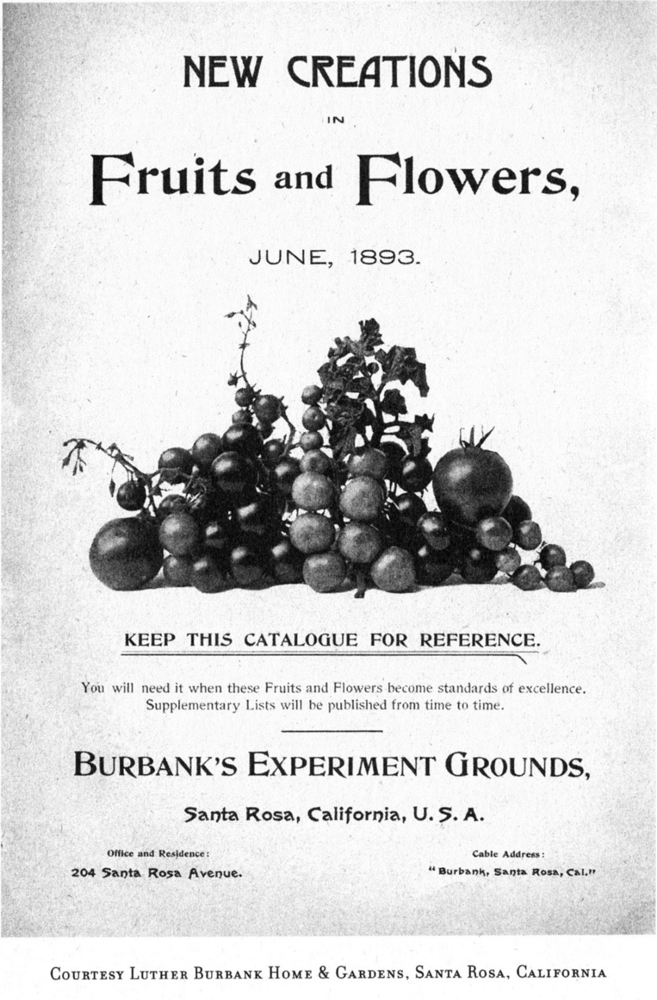 NEW CREATIONS
IN
Fruits and Flowers,
JUNE, 1893.
KEEP THIS CATALOGUE FOR REFERENCE.
You will need it when these Fruits and Flowers become standards of excellence.
Supplementary Lists will be published from time to time.
BURBANK'S EXPERIMENT GROUNDS,
Santa Rosa, California, U. S. A.
Office and Residence:
204 Santa Rosa Avenue.
Cable Address:
"Burbank, Santa Rosa, Cal."
COURTESY LUTHER BURBANK HOME & GARDENS, SANTA ROSA, CALIFORNIA